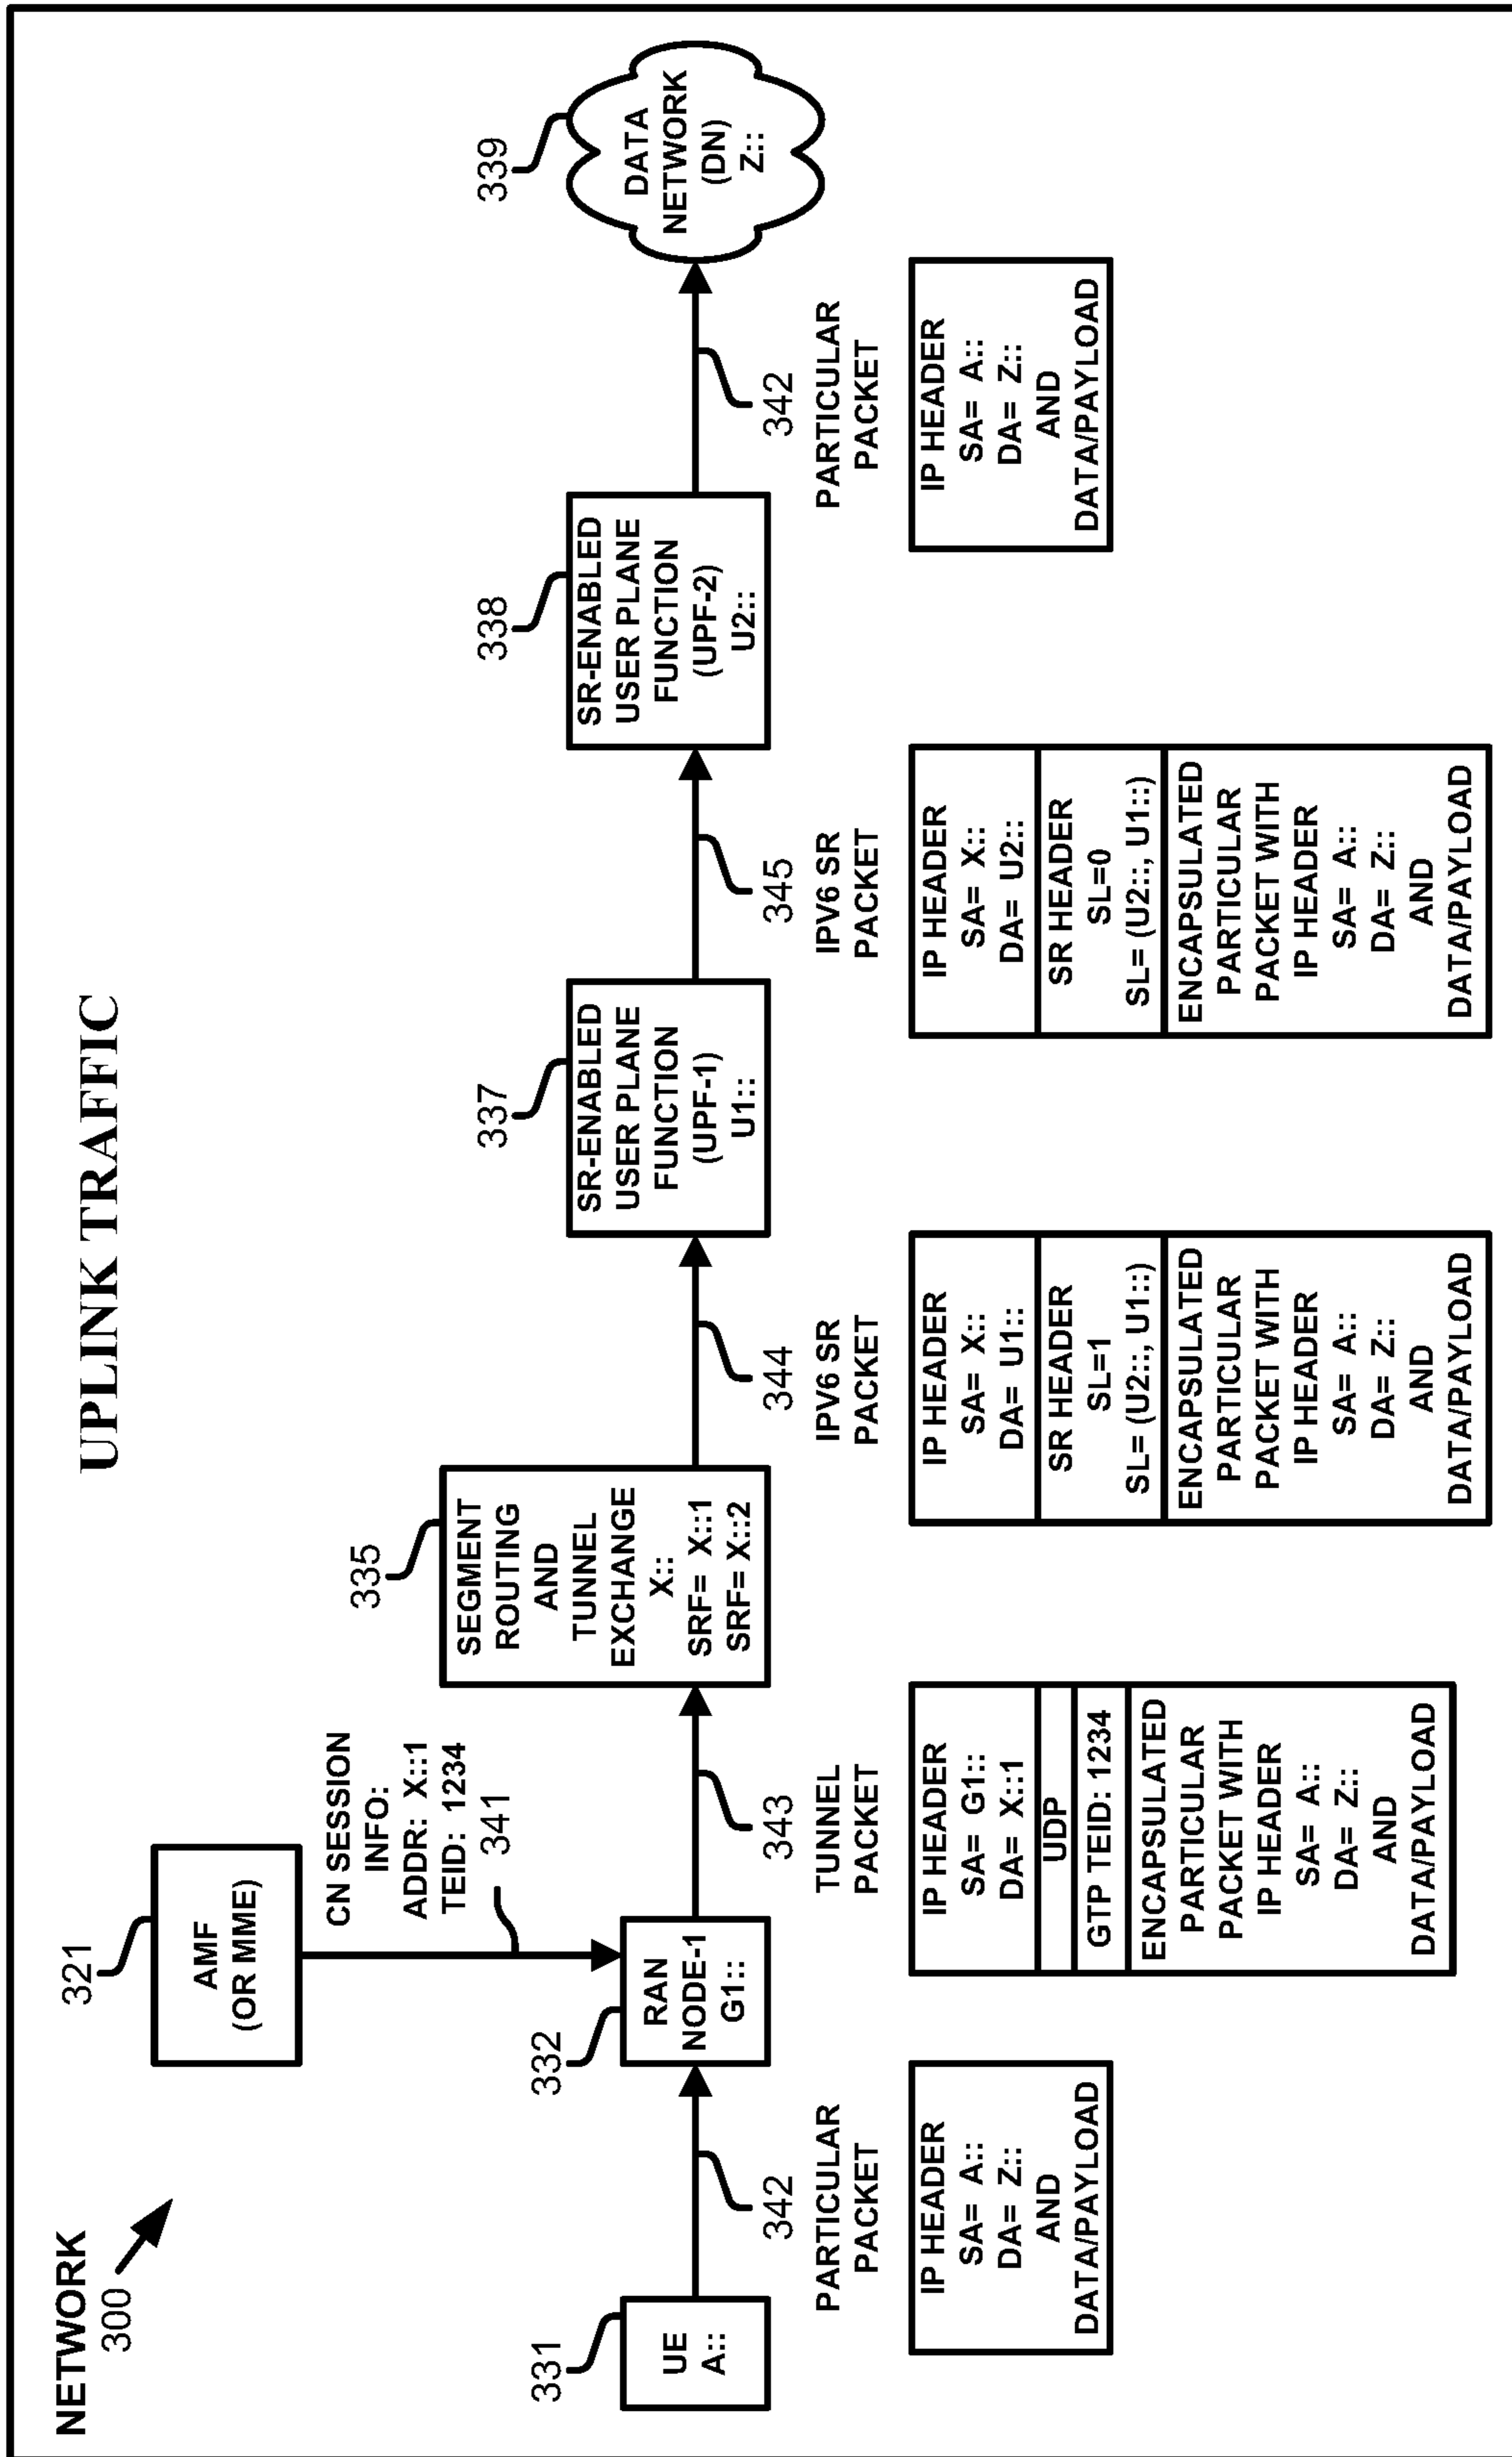 UPLINK TRAFFIC
NETWORK
300
321
AMF
(OR MME)
CN SESSION
INFO:
ADDR: X::1
TEID: 1234
341
331
UE
A::
332
RAN
NODE-1
G1::
335
SEGMENT
ROUTING
AND
TUNNEL
EXCHANGE
X::
SRF= X::1
SRF= X::2
337
SR-ENABLED
USER PLANE
FUNCTION
(UPF-1)
U1::
338
SR-ENABLED
USER PLANE
FUNCTION
(UPF-2)
U2::
339
DATA
NETWORK
(DN)
Z::
342
PARTICULAR
PACKET
IP HEADER
SA= A::
DA= Z::
AND
DATA/PAYLOAD
343
TUNNEL
PACKET
IP HEADER
SA= G1::
DA= X::1
UDP
GTP TEID: 1234
ENCAPSULATED
PARTICULAR
PACKET WITH
IP HEADER
SA= A::
DA= Z::
AND
DATA/PAYLOAD
344
IPV6 SR
PACKET
IP HEADER
SA= X::
DA= U1::
SR HEADER
SL=1
SL= (U2::, U1::)
ENCAPSULATED
PARTICULAR
PACKET WITH
IP HEADER
SA= A::
DA= Z::
AND
DATA/PAYLOAD
345
IPV6 SR
PACKET
IP HEADER
SA= X::
DA= U2::
SR HEADER
SL=0
SL= (U2::, U1::)
ENCAPSULATED
PARTICULAR
PACKET WITH
IP HEADER
SA= A::
DA= Z::
AND
DATA/PAYLOAD
342
PARTICULAR
PACKET
IP HEADER
SA= A::
DA= Z::
AND
DATA/PAYLOAD